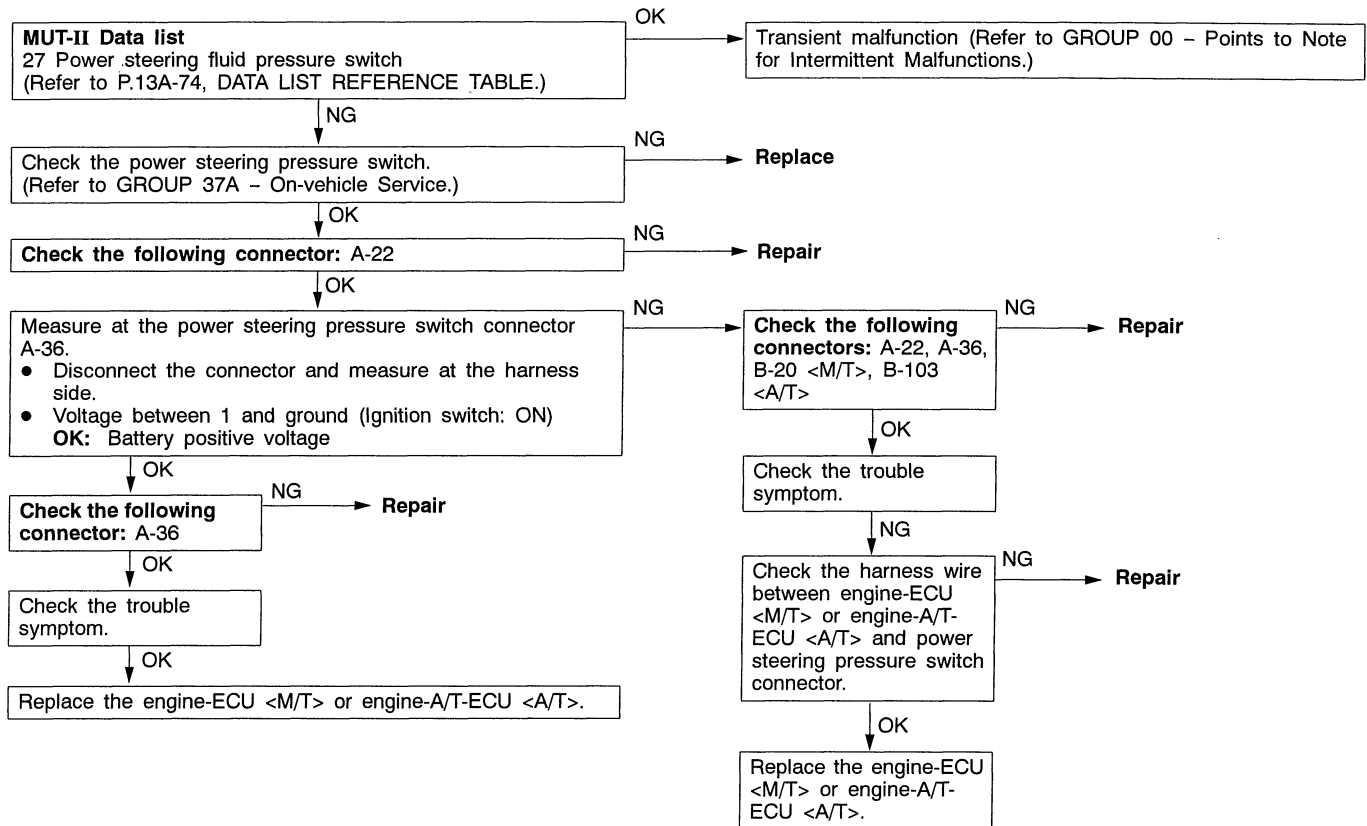 MUT-II Data list
27 Power steering fluid pressure switch
(Refer to P.13A-74, DATA LIST REFERENCE TABLE.)
OK
Transient malfunction (Refer to GROUP 00 – Points to Note
for Intermittent Malfunctions.)
NG
Check the power steering pressure switch.
(Refer to GROUP 37A – On-vehicle Service.)
NG
Replace
OK
Check the following connector: A-22
NG
Repair
OK
Measure at the power steering pressure switch connector
A-36.
● Disconnect the connector and measure at the harness
side.
● Voltage between 1 and ground (Ignition switch: ON)
OK: Battery positive voltage
NG
Check the following
connectors: A-22, A-36,
B-20 <M/T>, B-103
<A/T>
NG
Repair
OK
Check the trouble
symptom.
NG
Check the harness wire
between engine-ECU
<M/T> or engine-A/T-
ECU <A/T> and power
steering pressure switch
connector.
NG
Repair
OK
Replace the engine-ECU
<M/T> or engine-A/T-
ECU <A/T>.
OK
Check the following
connector: A-36
NG
Repair
OK
Check the trouble
symptom.
OK
Replace the engine-ECU <M/T> or engine-A/T-ECU <A/T>.